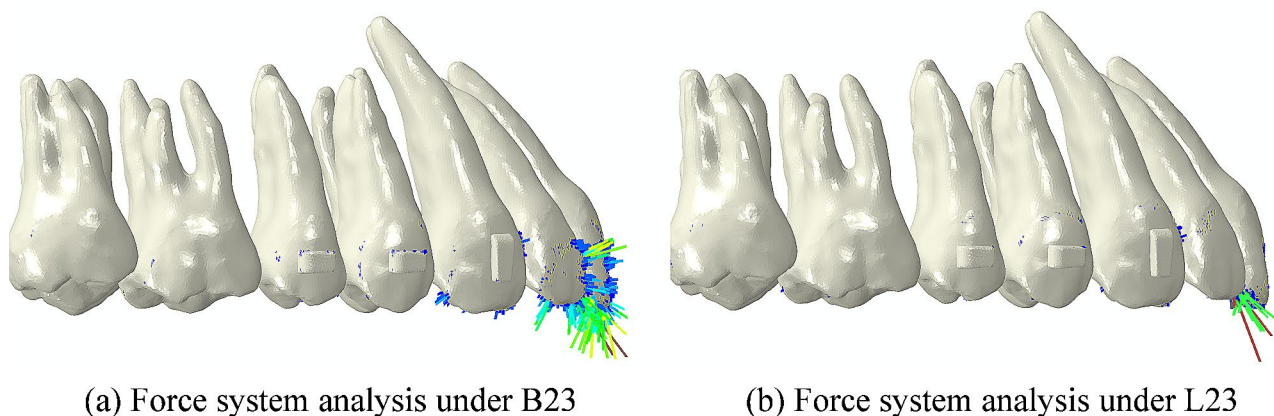 (a) Force system analysis under B23
(b) Force system analysis under L23